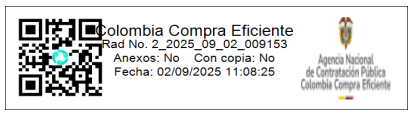 Colombia Compra Eficiente
Rad No. 2_2025_09_02_009153
Anexos: No Con copia: No
Fecha: 02/09/2025 11:08:25
Agencia Nacional
de Contratación Pública
Colombia Compra Eficiente